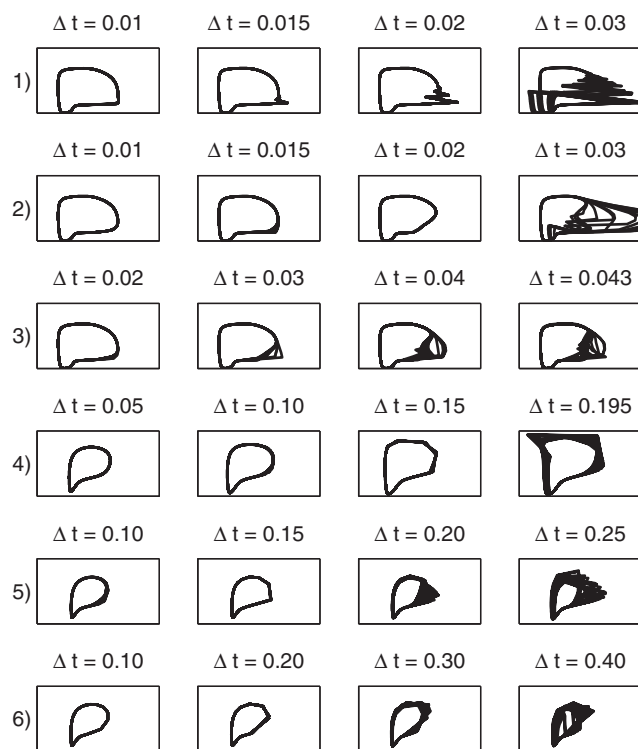 Δ t = 0.01 Δ t = 0.015 Δ t = 0.02 Δ t = 0.03
1)
Δ t = 0.01 Δ t = 0.015 Δ t = 0.02 Δ t = 0.03
2)
Δ t = 0.02 Δ t = 0.03 Δ t = 0.04 Δ t = 0.043
3)
Δ t = 0.05 Δ t = 0.10 Δ t = 0.15 Δ t = 0.195
4)
Δ t = 0.10 Δ t = 0.15 Δ t = 0.20 Δ t = 0.25
5)
Δ t = 0.10 Δ t = 0.20 Δ t = 0.30 Δ t = 0.40
6)